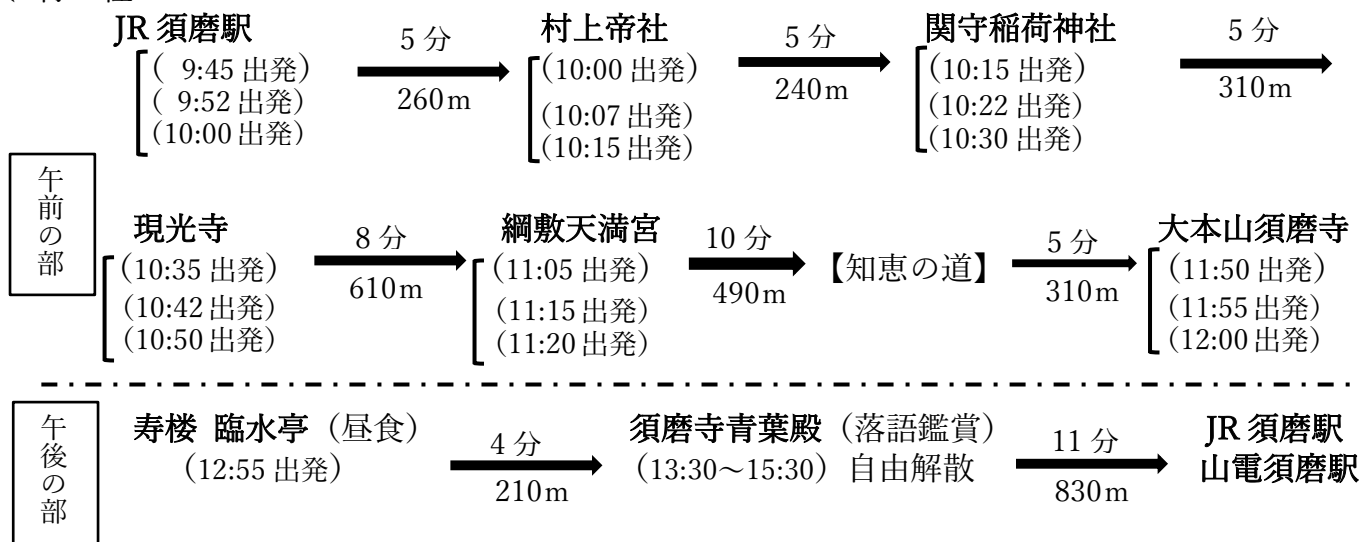 JR 須磨駅 5 分 村上帝社 5 分 関守稲荷神社 5 分
( 9:45 出発) (10:00 出発) (10:15 出発)
260m 240m 310m
( 9:52 出発) (10:07 出発) (10:22 出発)
(10:00 出発) (10:15 出発) (10:30 出発)
午前の部
現光寺 8 分 綱敷天満宮 10 分 【知恵の道】 5 分 大本山須磨寺
(10:35 出発) 610m (11:05 出発) 490m 310m (11:50 出発)
(10:42 出発) (11:15 出発) (11:55 出発)
(10:50 出発) (11:20 出発) (12:00 出発)
午後の部
寿楼 臨水亭 (昼食) 4 分 須磨寺青葉殿 (落語鑑賞) 11 分 JR 須磨駅
(12:55 出発) 210m (13:30～15:30) 自由解散 830m 山電須磨駅